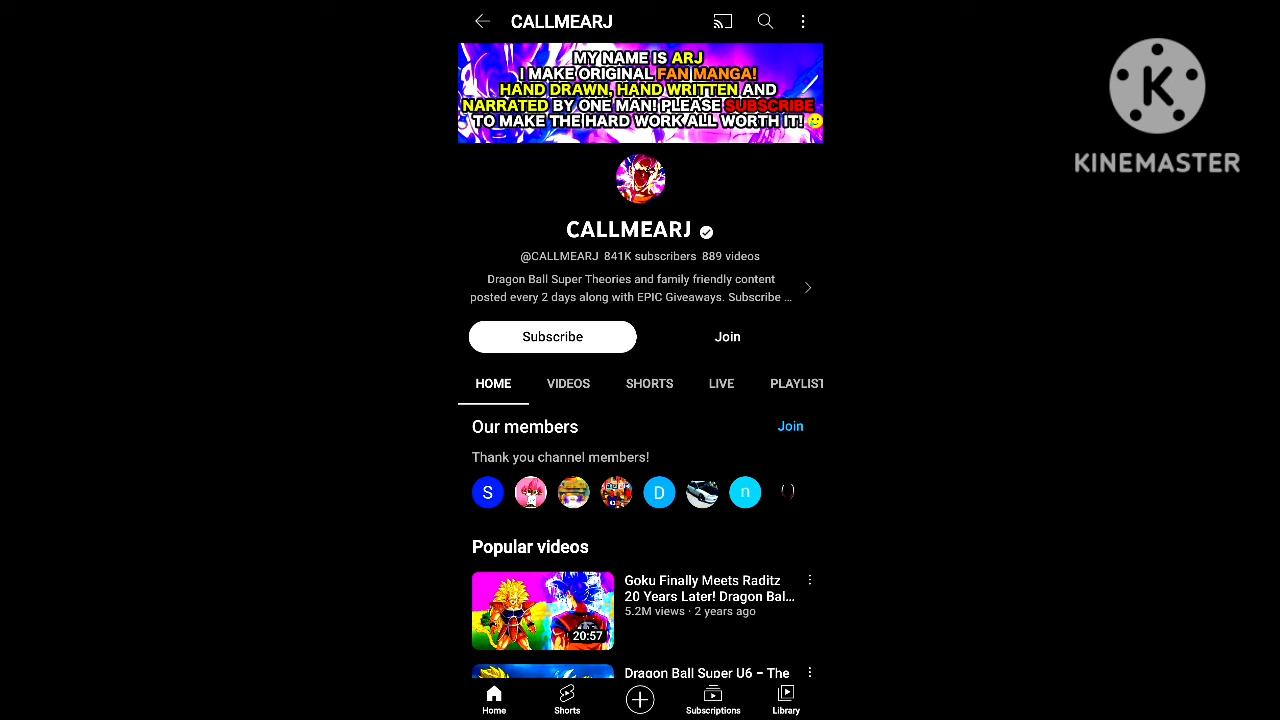 CALLMEARJ
MY NAME IS ARJ
I MAKE ORIGINAL FAN MANGA!
HAND DRAWN, HAND WRITTEN AND
NARRATED BY ONE MAN! PLEASE SUBSCRIBE
TO MAKE THE HARD WORK ALL WORTH IT!
K
KINEMASTER
CALLMEARJ
@CALLMEARJ 841K subscribers 889 videos
Dragon Ball Super Theories and family friendly content
posted every 2 days along with EPIC Giveaways. Subscribe ...
Subscribe Join
HOME VIDEOS SHORTS LIVE PLAYLIST
Our members Join
Thank you channel members!
S D n
Popular videos
Goku Finally Meets Raditz
20 Years Later! Dragon Bal...
5.2M views · 2 years ago
20:57
Dragon Ball Super U6 – The
Home Shorts Subscriptions Library